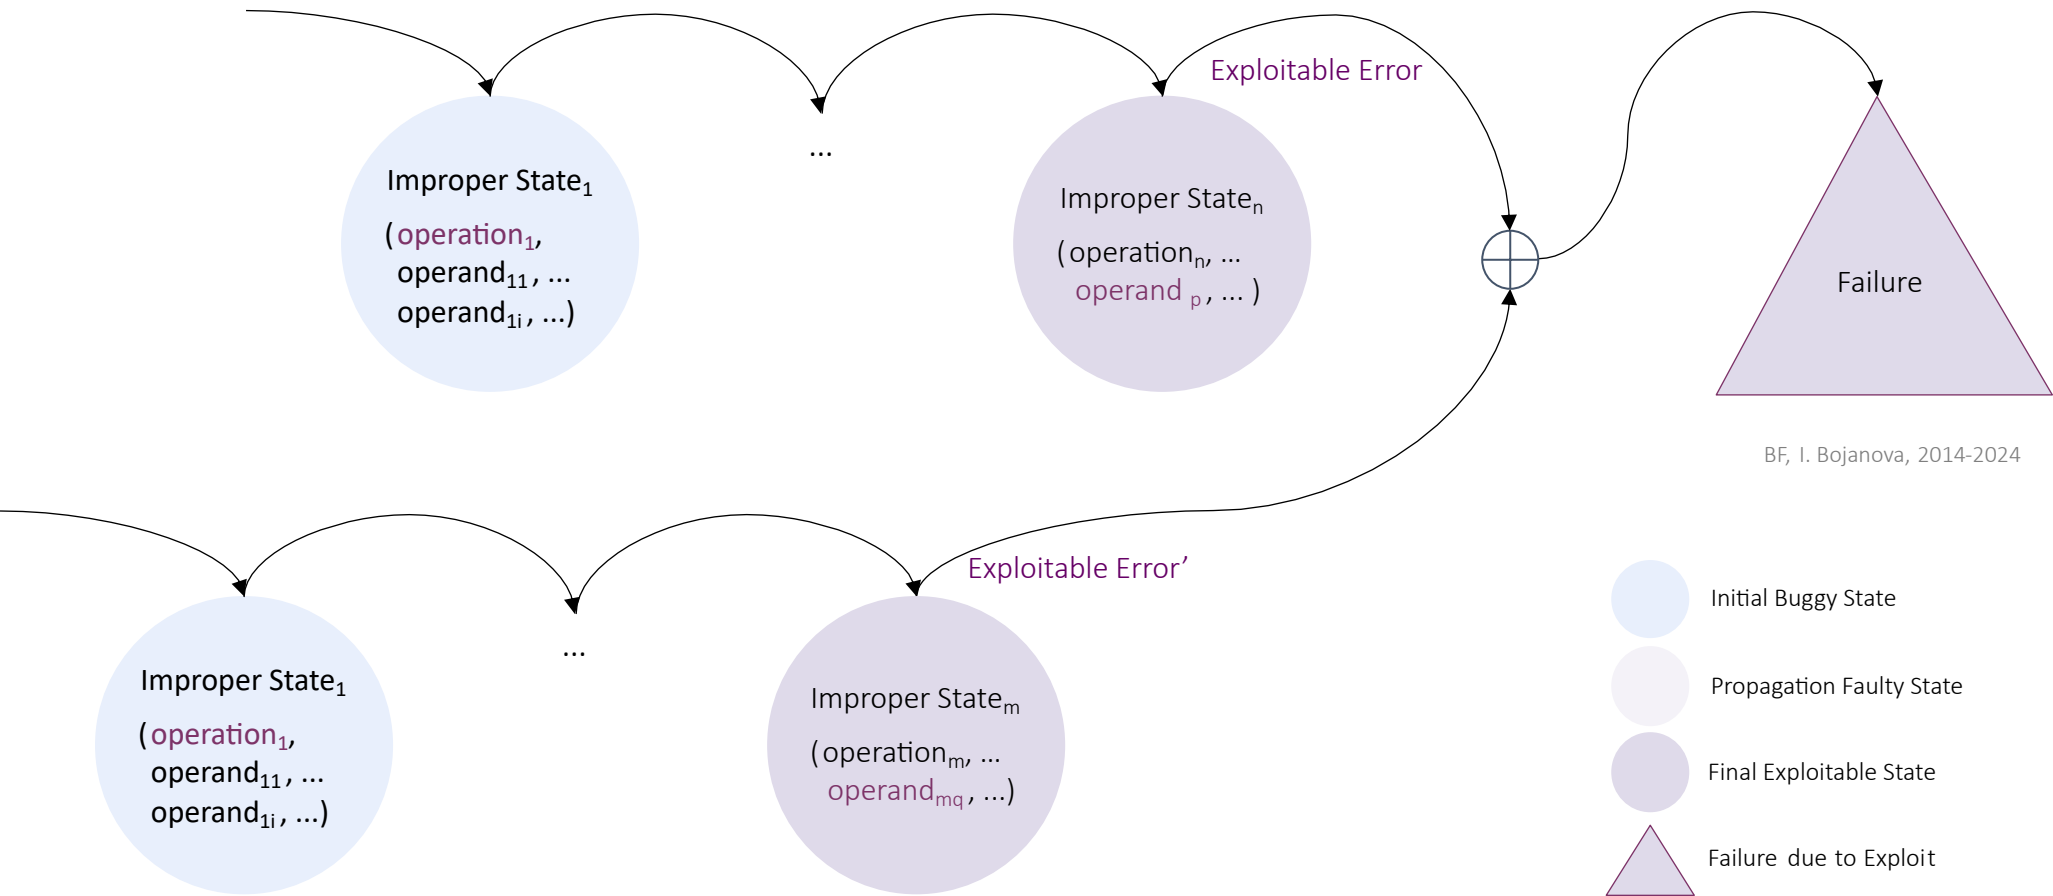 Exploitable Error
...
Improper State₁
(operation₁,
operand₁₁, ...
operand₁ᵢ, ...)
Improper Stateₙ
(operationₙ, ...
operand ₚ, ... )
Failure
BF, I. Bojanova, 2014-2024
Exploitable Error’
...
Improper State₁
(operation₁,
operand₁₁, ...
operand₁ᵢ, ...)
Improper Stateₘ
(operationₘ, ...
operandmq, ...)
Initial Buggy State
Propagation Faulty State
Final Exploitable State
Failure due to Exploit